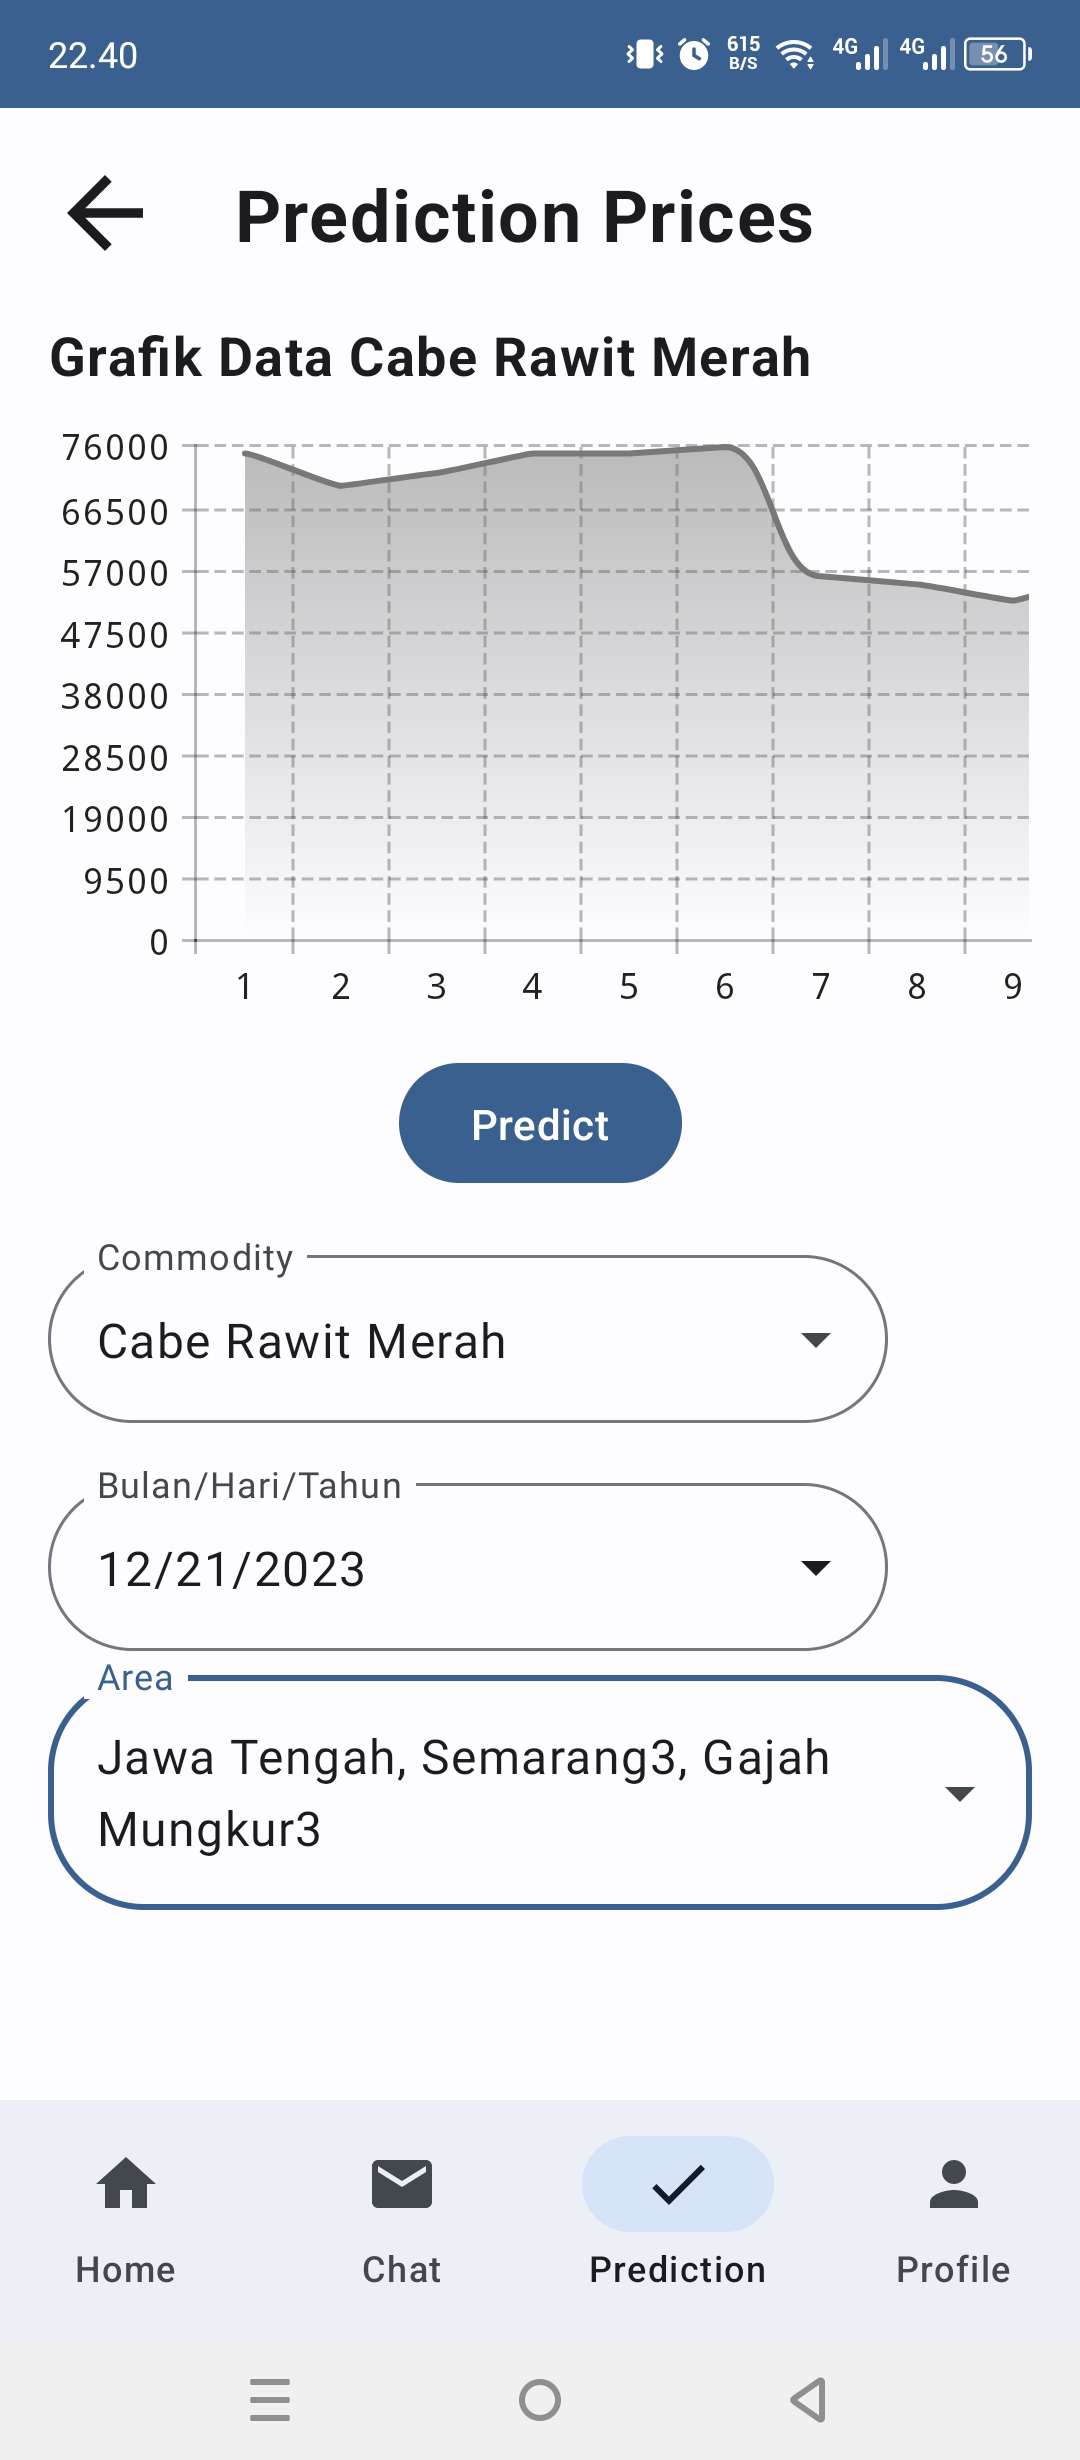 22.40
615
B/S
4G
4G
56
Prediction Prices
Grafik Data Cabe Rawit Merah
76000
66500
57000
47500
38000
28500
19000
9500
0
1 2 3 4 5 6 7 8 9
Predict
Commodity
Cabe Rawit Merah
Bulan/Hari/Tahun
12/21/2023
Area
Jawa Tengah, Semarang3, Gajah
Mungkur3
Home Chat Prediction Profile